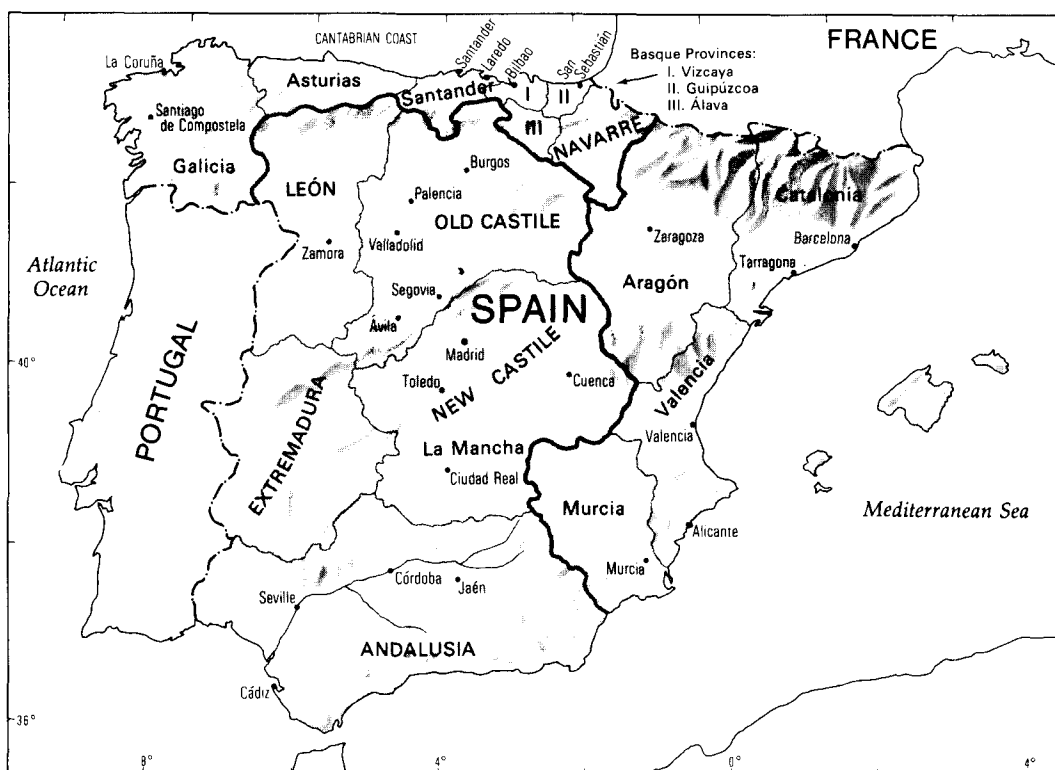 CANTABRIAN COAST
FRANCE
La Coruña
Santander
Laredo
Bilbao
San
Sebastián
Basque Provinces:
I. Vizcaya
II. Guipúzcoa
III. Álava
Asturias
Santander
I
II
III
NAVARRE
Santiago
de Compostela
Galicia
LEÓN
Burgos
Palencia
OLD CASTILE
Catalonia
Valladolid
Zamora
Zaragoza
Barcelona
Tarragona
Atlantic
Ocean
Segovia
SPAIN
Aragón
Ávila
Madrid
40°
PORTUGAL
Toledo
NEW CASTILE
Cuenca
Valencia
EXTREMADURA
La Mancha
Valencia
Ciudad Real
Murcia
Mediterranean Sea
Alicante
Murcia
Córdoba
Jaén
Seville
ANDALUSIA
Cádiz
36°
8°
4°
0°
4°